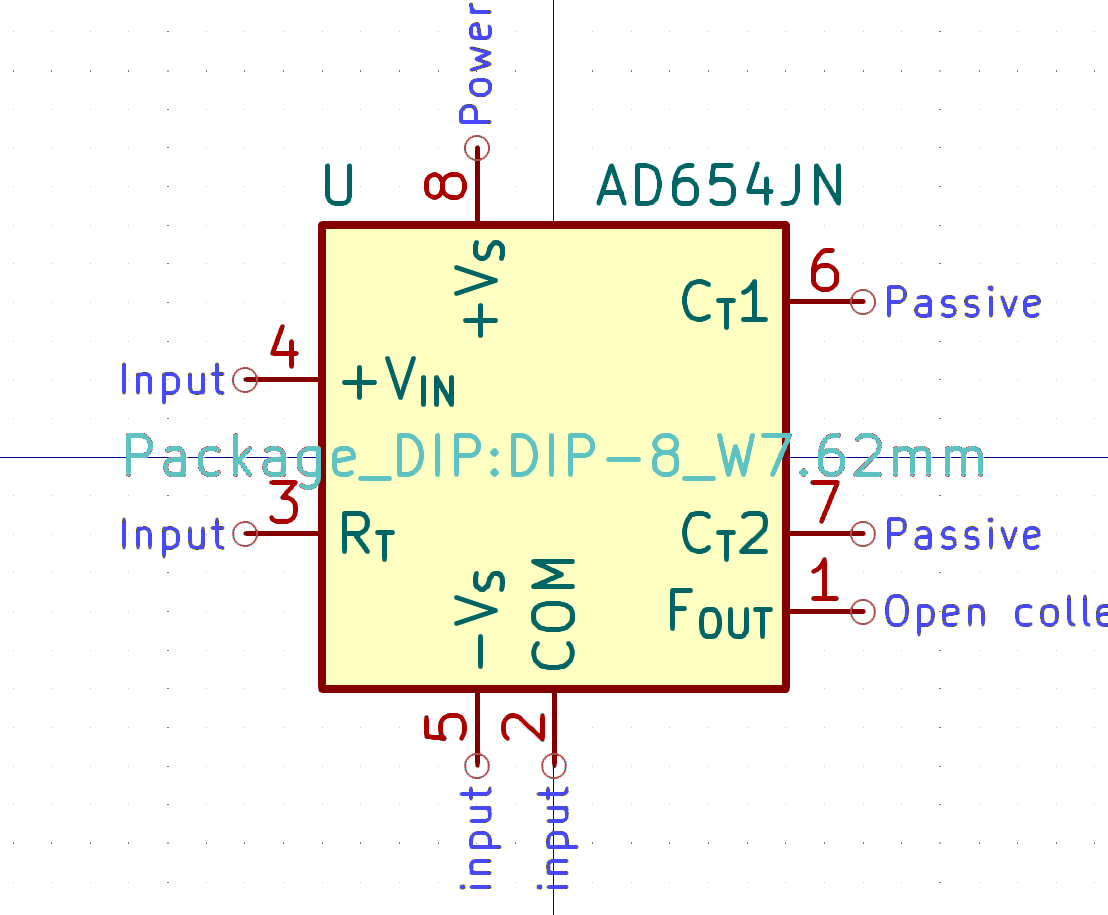 Power
U
AD654JN
8
+VS
CT1
6
Passive
Input
4
+VIN
Package_DIP:DIP-8_W7.62mm
Input
3
RT
CT2
7
Passive
-VS
COM
FOUT
1
Open colle
5
2
input
input